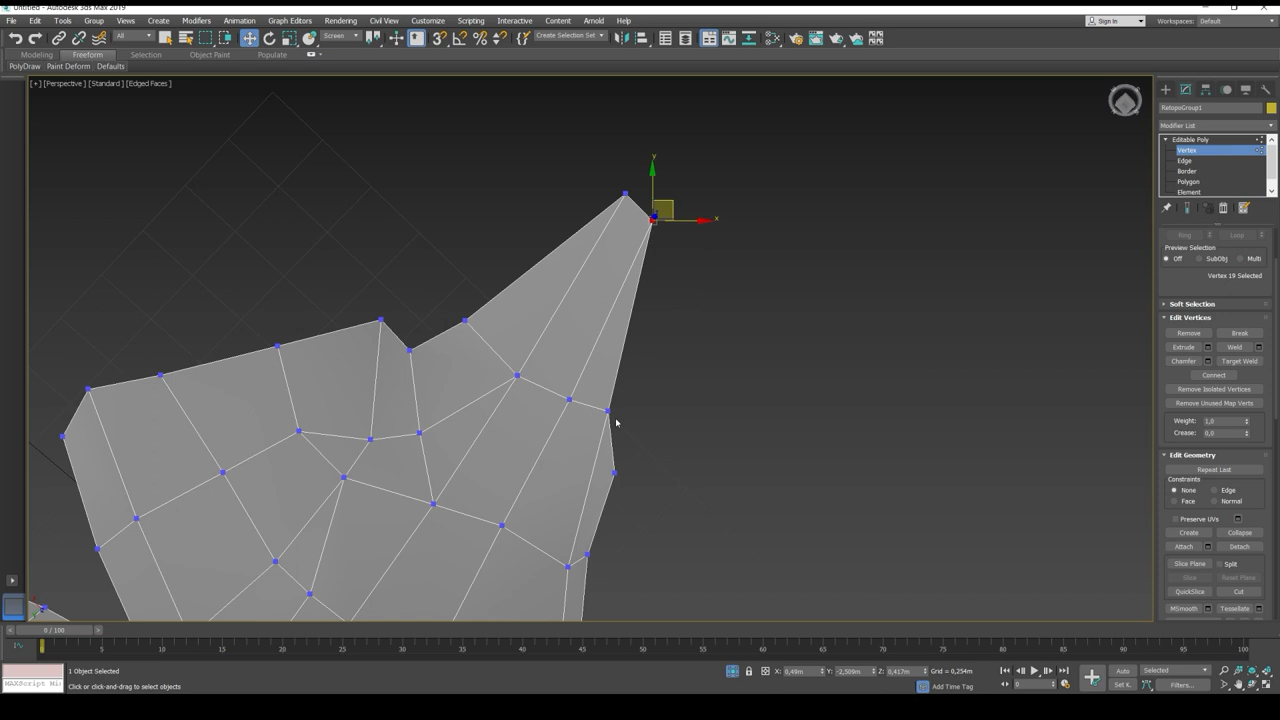 Untitled - Autodesk 3ds Max 2019
File Edit Tools Group Views Create Modifiers Animation Graph Editors Rendering Civil View Customize Scripting Interactive Content Arnold Help
Sign In Workspaces: Default
All Screen Create Selection Set
Modeling Freeform Selection Object Paint Populate
PolyDraw Paint Deform Defaults
[+] [Perspective] [Standard] [Edged Faces]
RetopoGroup1
Modifier List
Editable Poly
Vertex
Edge
Border
Polygon
Element
Ring Loop
Preview Selection
Off SubObj Multi
Vertex 19 Selected
Soft Selection
Edit Vertices
Remove Break
Extrude Weld
Chamfer Target Weld
Connect
Remove Isolated Vertices
Remove Unused Map Verts
Weight: 1,0
Crease: 0,0
Edit Geometry
Repeat Last
Constraints
None Edge
Face Normal
Preserve UVs
Create Collapse
Attach Detach
Slice Plane Split
Slice Reset Plane
QuickSlice Cut
MSmooth Tessellate
y
x
0 / 100
5 10 15 20 25 30 35 40 45 50 55 60 65 70 75 80 85 90 95 100
1 Object Selected
X: 0,49m Y: -2,509m Z: 0,417m Grid = 0,254m
Auto Selected
MAXScript Mi
Click or click-and-drag to select objects
Add Time Tag
0
Set K. Filters...